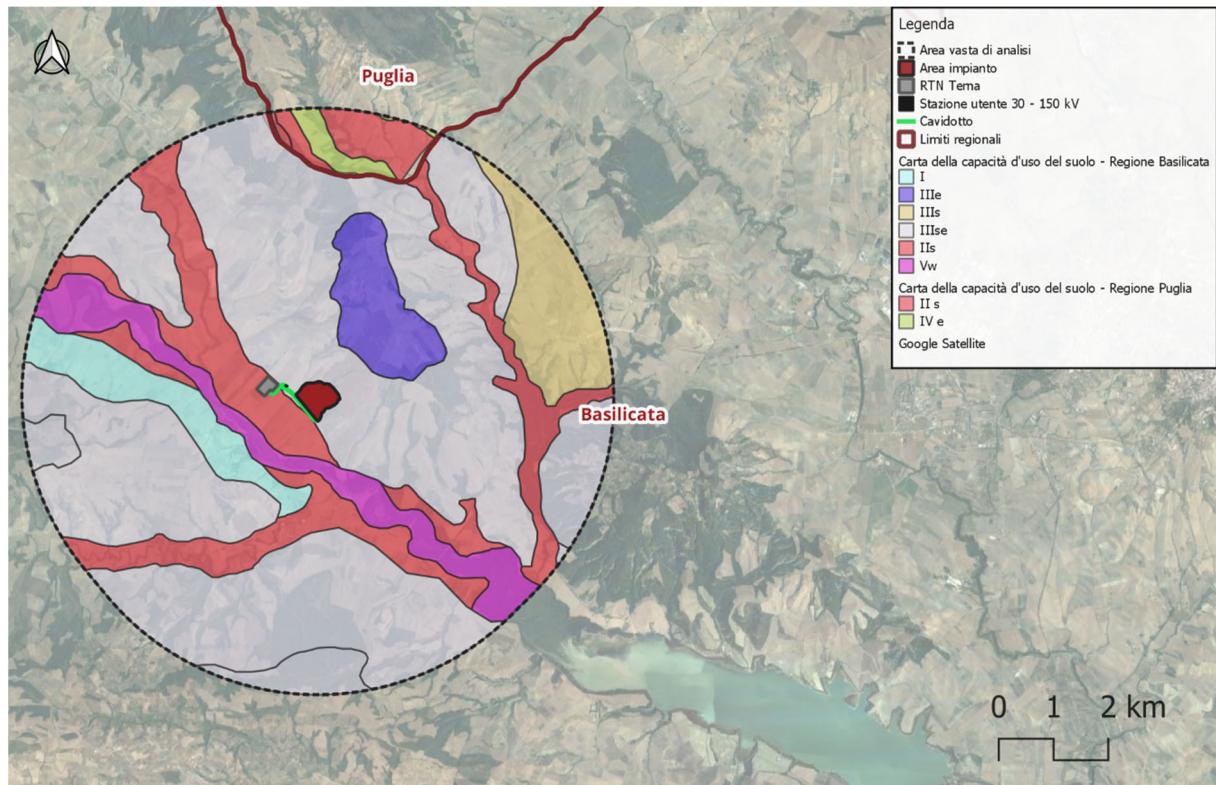 Puglia
Basilicata
Legenda
Area vasta di analisi
Area impianto
RTN Terna
Stazione utente 30 - 150 kV
Cavidotto
Limiti regionali
Carta della capacità d'uso del suolo - Regione Basilicata
I
IIIe
IIIs
IIIse
IIs
Vw
Carta della capacità d'uso del suolo - Regione Puglia
II s
IV e
Google Satellite
0 1 2 km